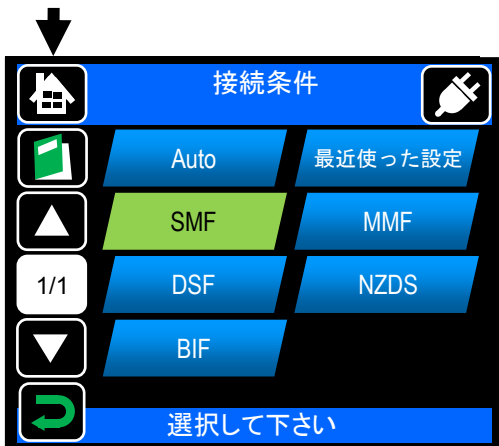 接続条件
Auto
最近使った設定
SMF
MMF
1/1
DSF
NZDS
BIF
選択して下さい